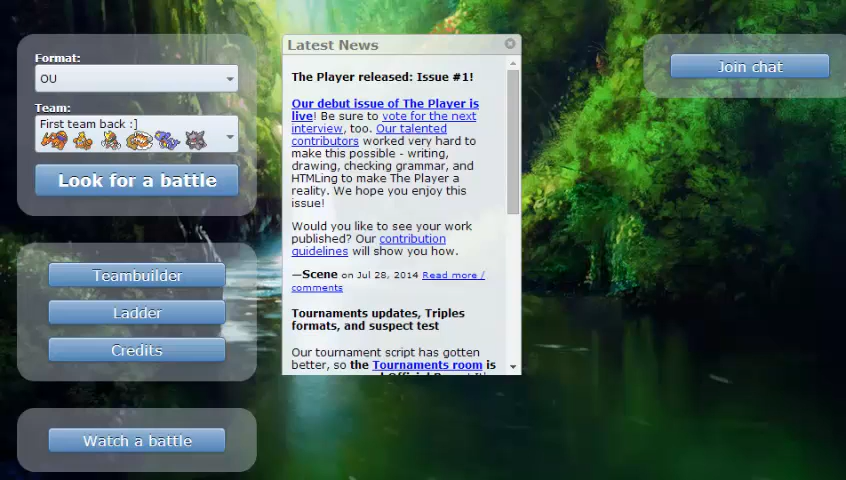 Format:
OU
Team:
First team back :]
Look for a battle
Teambuilder
Ladder
Credits
Watch a battle
Latest News
The Player released: Issue #1!
Our debut issue of The Player is
live! Be sure to vote for the next
interview, too. Our talented
contributors worked very hard to
make this possible - writing,
drawing, checking grammar, and
HTMLing to make The Player a
reality. We hope you enjoy this
issue!
Would you like to see your work
published? Our contribution
guidelines will show you how.
—Scene on Jul 28, 2014 Read more /
comments
Tournaments updates, Triples
formats, and suspect test
Our tournament script has gotten
better, so the Tournaments room is
Join chat